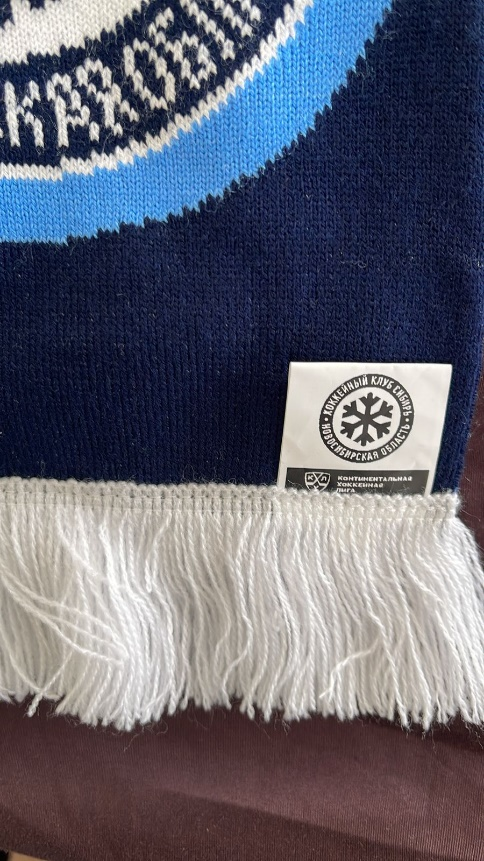 • ХОККЕЙНЫЙ КЛУБ СИБИРЬ •
НОВОСИБИРСКАЯ ОБЛАСТЬ
КХЛ
КОНТИНЕНТАЛЬНАЯ
ХОККЕЙНАЯ
ЛИГА